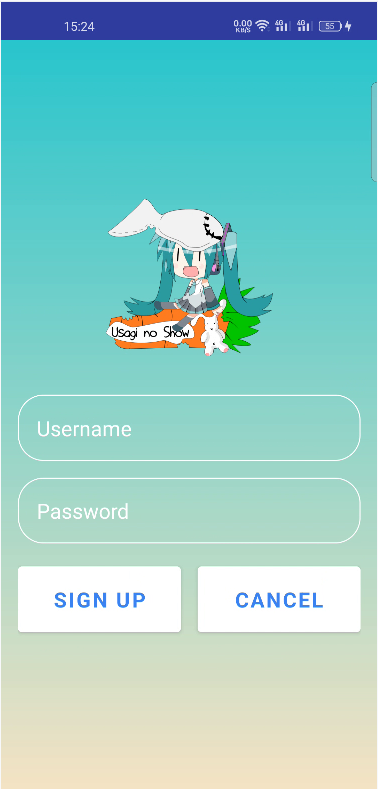 15:24
0.00
KB/S
4G
4G
55
Usagi no Show
Username
Password
SIGN UP
CANCEL